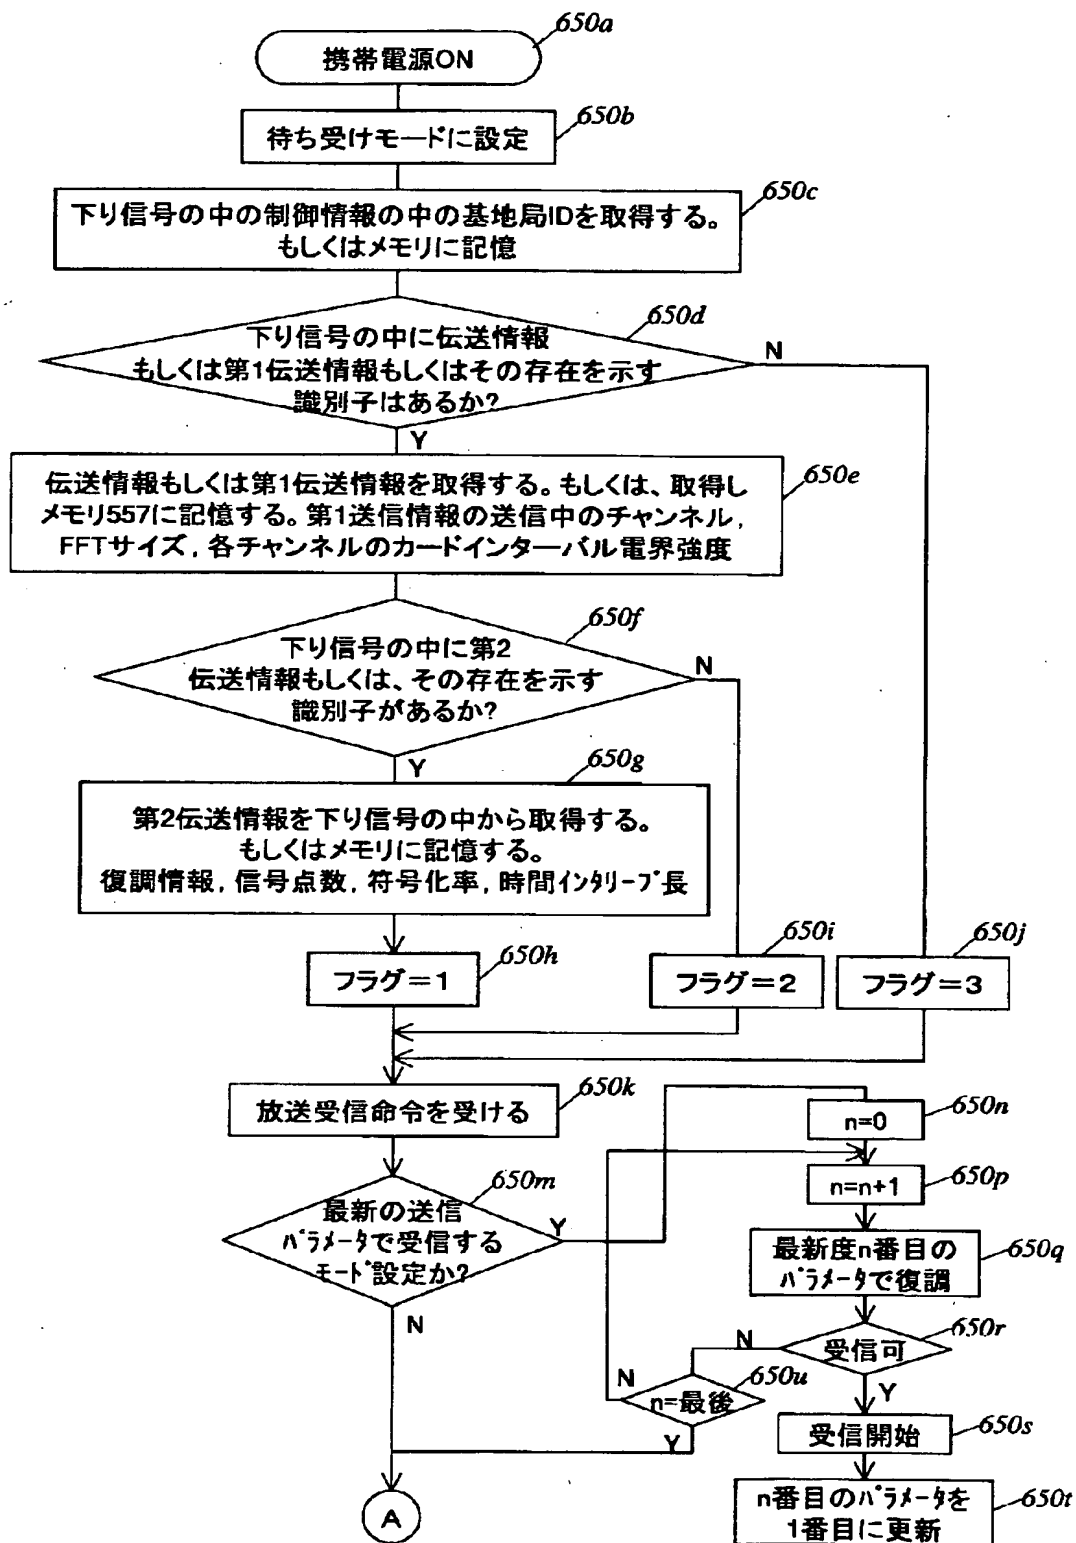 650a
携帯電源ON
650b
待ち受けモードに設定
650c
下り信号の中の制御情報の中の基地局IDを取得する。
もしくはメモリに記憶
650d
下り信号の中に伝送情報
もしくは第1伝送情報もしくはその存在を示す
識別子はあるか?
N
Y
650e
伝送情報もしくは第1伝送情報を取得する。もしくは、取得し
メモリ557に記憶する。第1送信情報の送信中のチャンネル,
FFTサイズ, 各チャンネルのカードインターバル電界強度
650f
下り信号の中に第2
伝送情報もしくは、その存在を示す
識別子があるか?
N
Y
650g
第2伝送情報を下り信号の中から取得する。
もしくはメモリに記憶する。
復調情報, 信号点数, 符号化率, 時間インタリーブ長
650h
フラグ=1
650i
フラグ=2
650j
フラグ=3
650k
放送受信命令を受ける
650m
最新の送信
パラメータで受信する
モード設定か?
Y
N
650n
n=0
650p
n=n+1
650q
最新度n番目の
パラメータで復調
650r
受信可
N
Y
650u
n=最後
N
Y
650s
受信開始
650t
n番目のパラメータを
1番目に更新
A